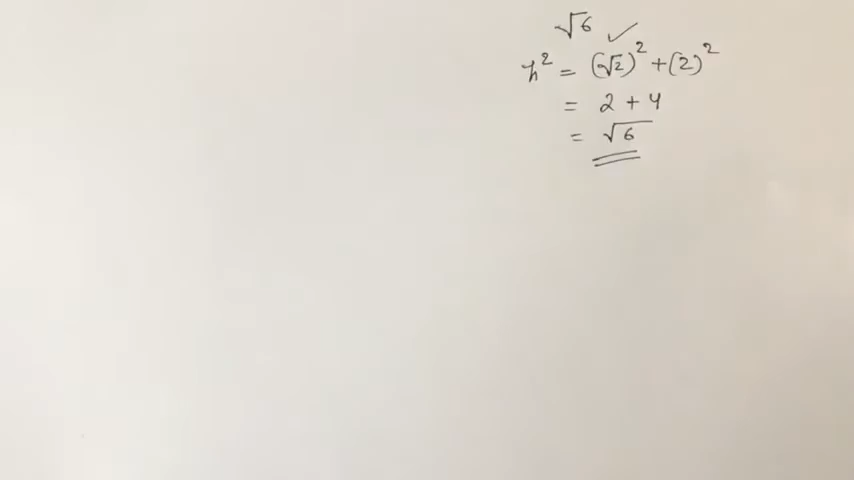 √6 ✓
h² = (√2)² + (2)²
= 2 + 4
= √6